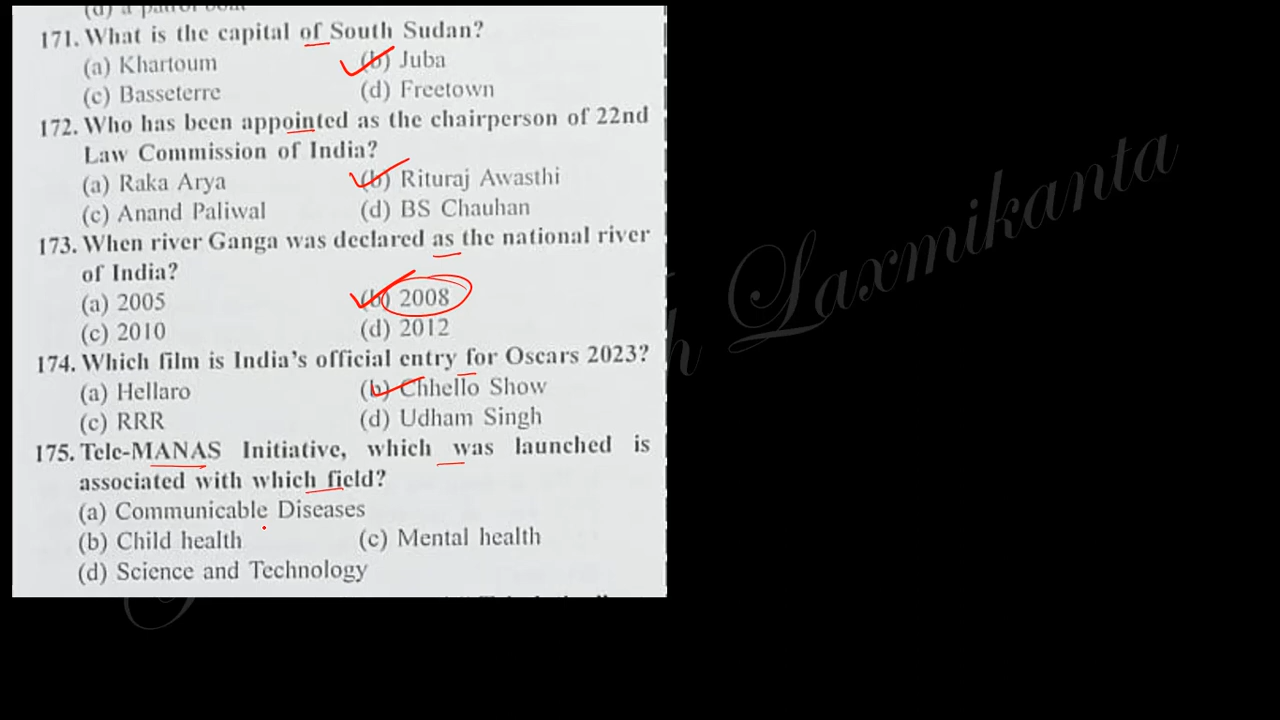 171. What is the capital of South Sudan?
(a) Khartoum (b) Juba
(c) Basseterre (d) Freetown
172. Who has been appointed as the chairperson of 22nd
Law Commission of India?
(a) Raka Arya (b) Rituraj Awasthi
(c) Anand Paliwal (d) BS Chauhan
173. When river Ganga was declared as the national river
of India?
(a) 2005 (b) 2008
(c) 2010 (d) 2012
174. Which film is India's official entry for Oscars 2023?
(a) Hellaro (b) Chhello Show
(c) RRR (d) Udham Singh
175. Tele-MANAS Initiative, which was launched is
associated with which field?
(a) Communicable Diseases
(b) Child health (c) Mental health
(d) Science and Technology
Laxmikanta